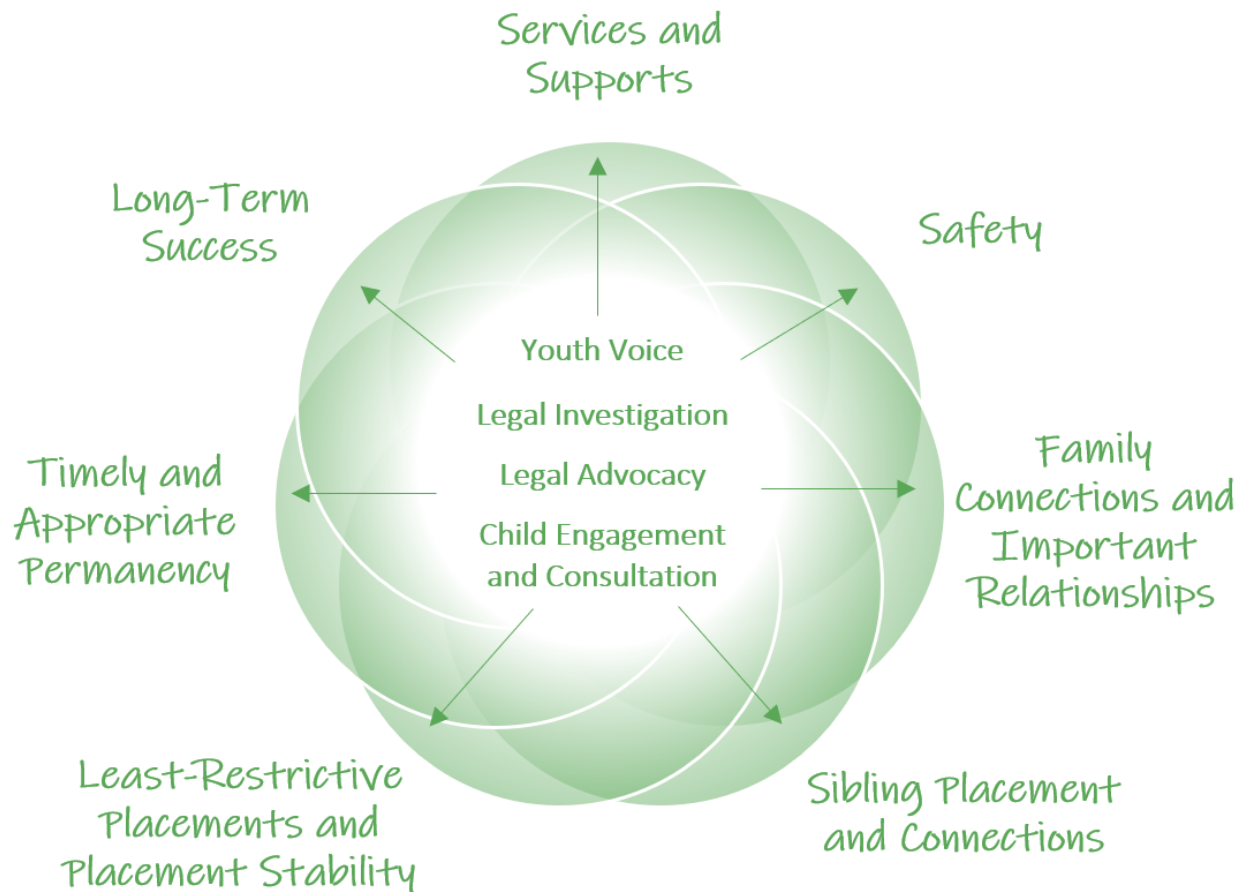 Services and
Supports
Long-Term
Success
Safety
Youth Voice
Legal Investigation
Legal Advocacy
Child Engagement
and Consultation
Timely and
Appropriate
Permanency
Family
Connections and
Important
Relationships
Least-Restrictive
Placements and
Placement Stability
Sibling Placement
and Connections